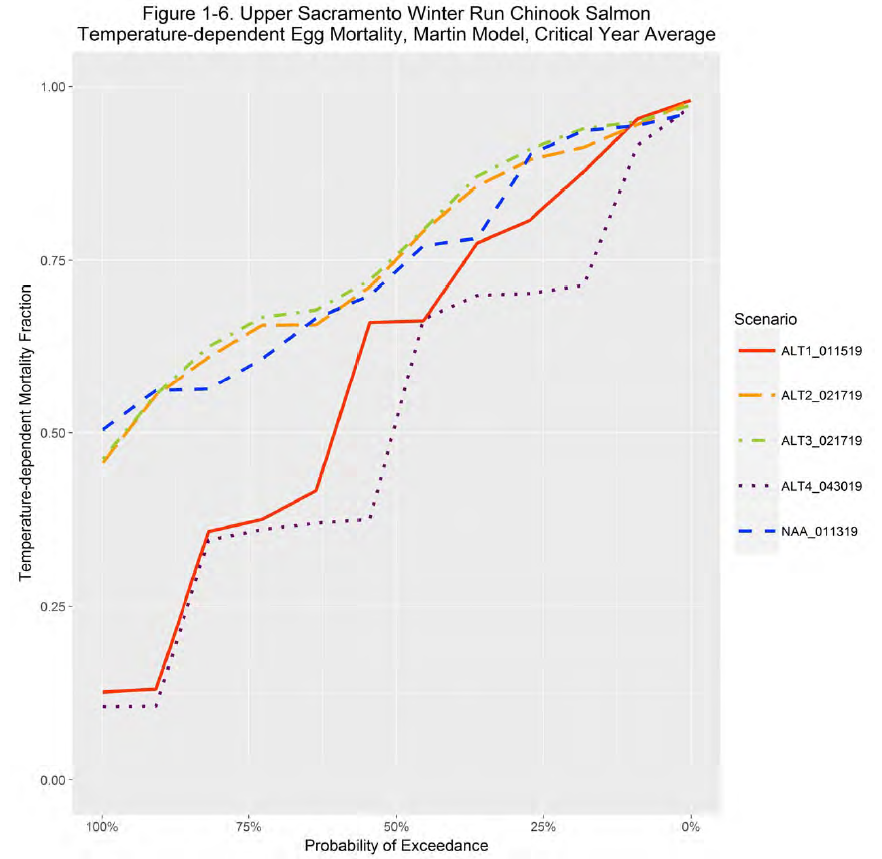 Figure 1-6. Upper Sacramento Winter Run Chinook Salmon
Temperature-dependent Egg Mortality, Martin Model, Critical Year Average
Temperature-dependent Mortality Fraction
1.00
0.75
0.50
0.25
0.00
100%
75%
50%
25%
0%
Probability of Exceedance
Scenario
ALT1_011519
ALT2_021719
ALT3_021719
ALT4_043019
NAA_011319